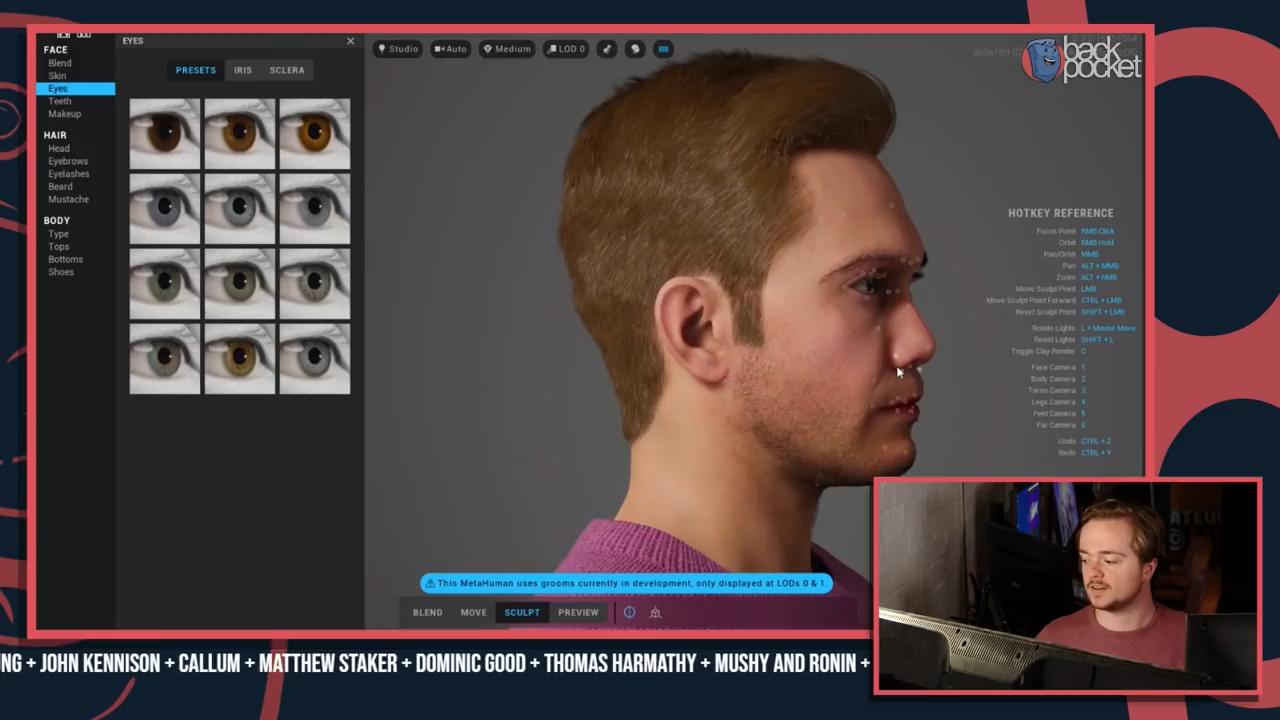 FACE
Blend
Skin
Eyes
Teeth
Makeup
HAIR
Head
Eyebrows
Eyelashes
Beard
Mustache
BODY
Type
Tops
Bottoms
Shoes
EYES
PRESETS IRIS SCLERA
Studio Auto Medium LOD 0
back
pocket
HOTKEY REFERENCE
Focus Point RMB Click
Orbit RMB Hold
Pan/Orbit MMB
Pan ALT + MMB
Zoom ALT + RMB
Move Sculpt Point LMB
Move Sculpt Point Forward CTRL + LMB
Reset Sculpt Point SHIFT + LMB
Rotate Lights L + Mouse Move
Reset Lights SHIFT + L
Toggle Clay Render C
Face Camera 1
Body Camera 2
Torso Camera 3
Legs Camera 4
Feet Camera 5
Far Camera 6
Undo CTRL + Z
Redo CTRL + Y
This MetaHuman uses grooms currently in development, only displayed at LODs 0 & 1.
BLEND MOVE SCULPT PREVIEW
NG + JOHN KENNISON + CALLUM + MATTHEW STAKER + DOMINIC GOOD + THOMAS HARMATHY + MUSHY AND RONIN +